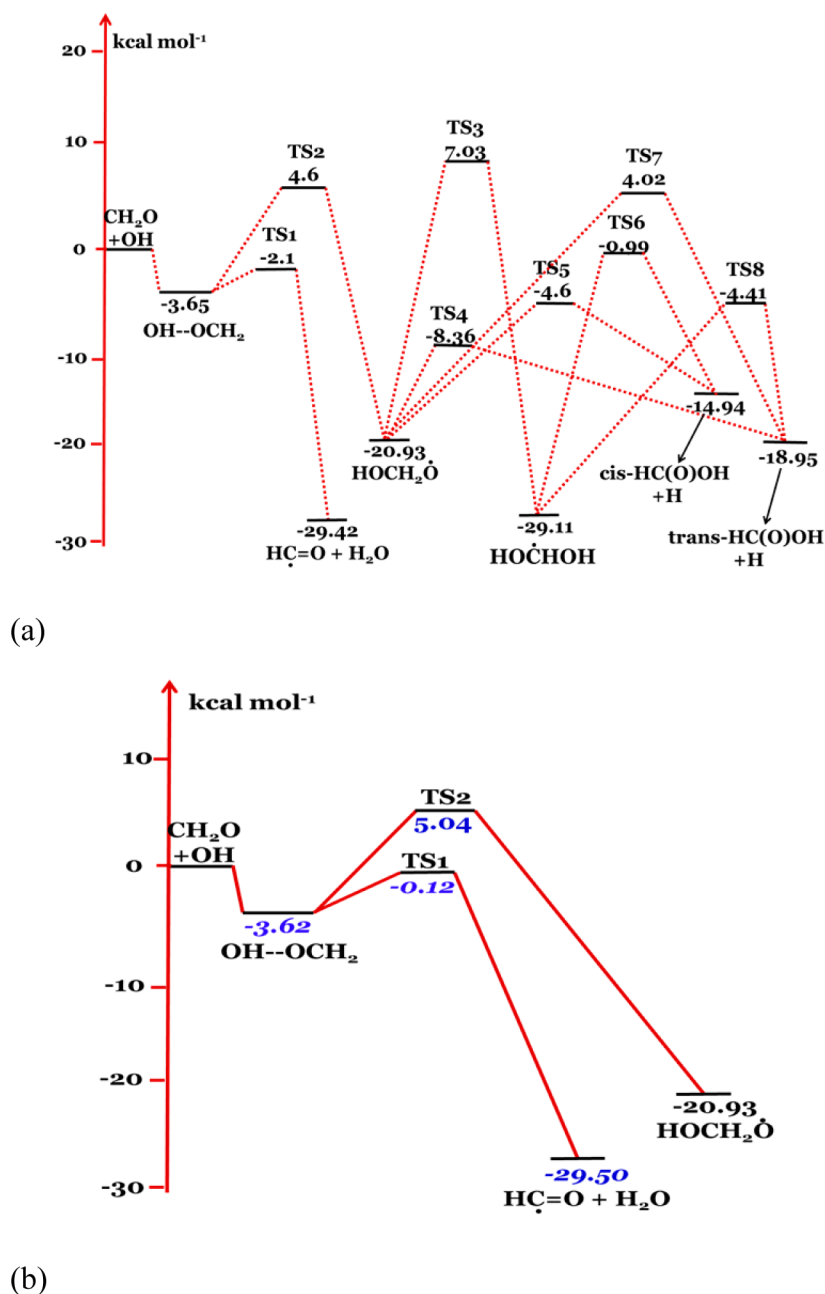 kcal mol⁻¹
20
10
0
-10
-20
-30
CH₂O
+OH
-3.65
OH--OCH₂
TS2
4.6
TS1
-2.1
-29.42
HĊ=O + H₂O
-20.93
HOCH₂Ȯ
TS3
7.03
TS4
-8.36
TS5
-4.6
TS7
4.02
TS6
-0.99
TS8
-4.41
-29.11
HOĊHOH
-14.94
cis-HC(O)OH
+H
-18.95
trans-HC(O)OH
+H
(a)
kcal mol⁻¹
10
0
-10
-20
-30
CH₂O
+OH
-3.62
OH--OCH₂
TS2
5.04
TS1
-0.12
-20.93
HOCH₂Ȯ
-29.50
HĊ=O + H₂O
(b)